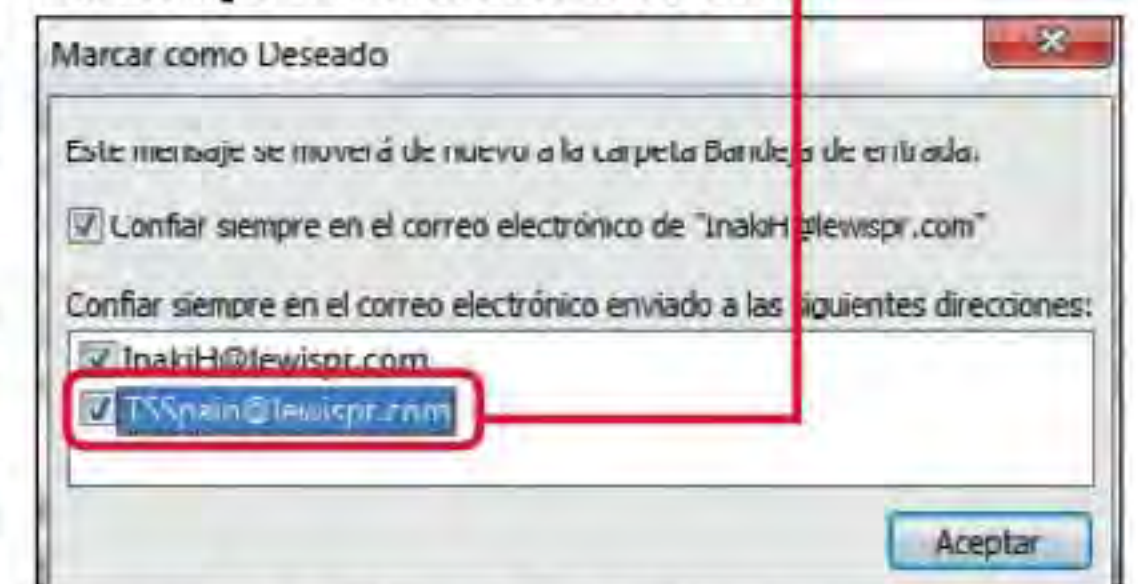 Marcar como Deseado
Este mensaje se moverá de nuevo a la carpeta Bandeja de entrada.
Confiar siempre en el correo electrónico de "InakiH@lewispr.com"
Confiar siempre en el correo electrónico enviado a las siguientes direcciones:
InakiH@lewispr.com
TSSpain@lewispr.com
Aceptar